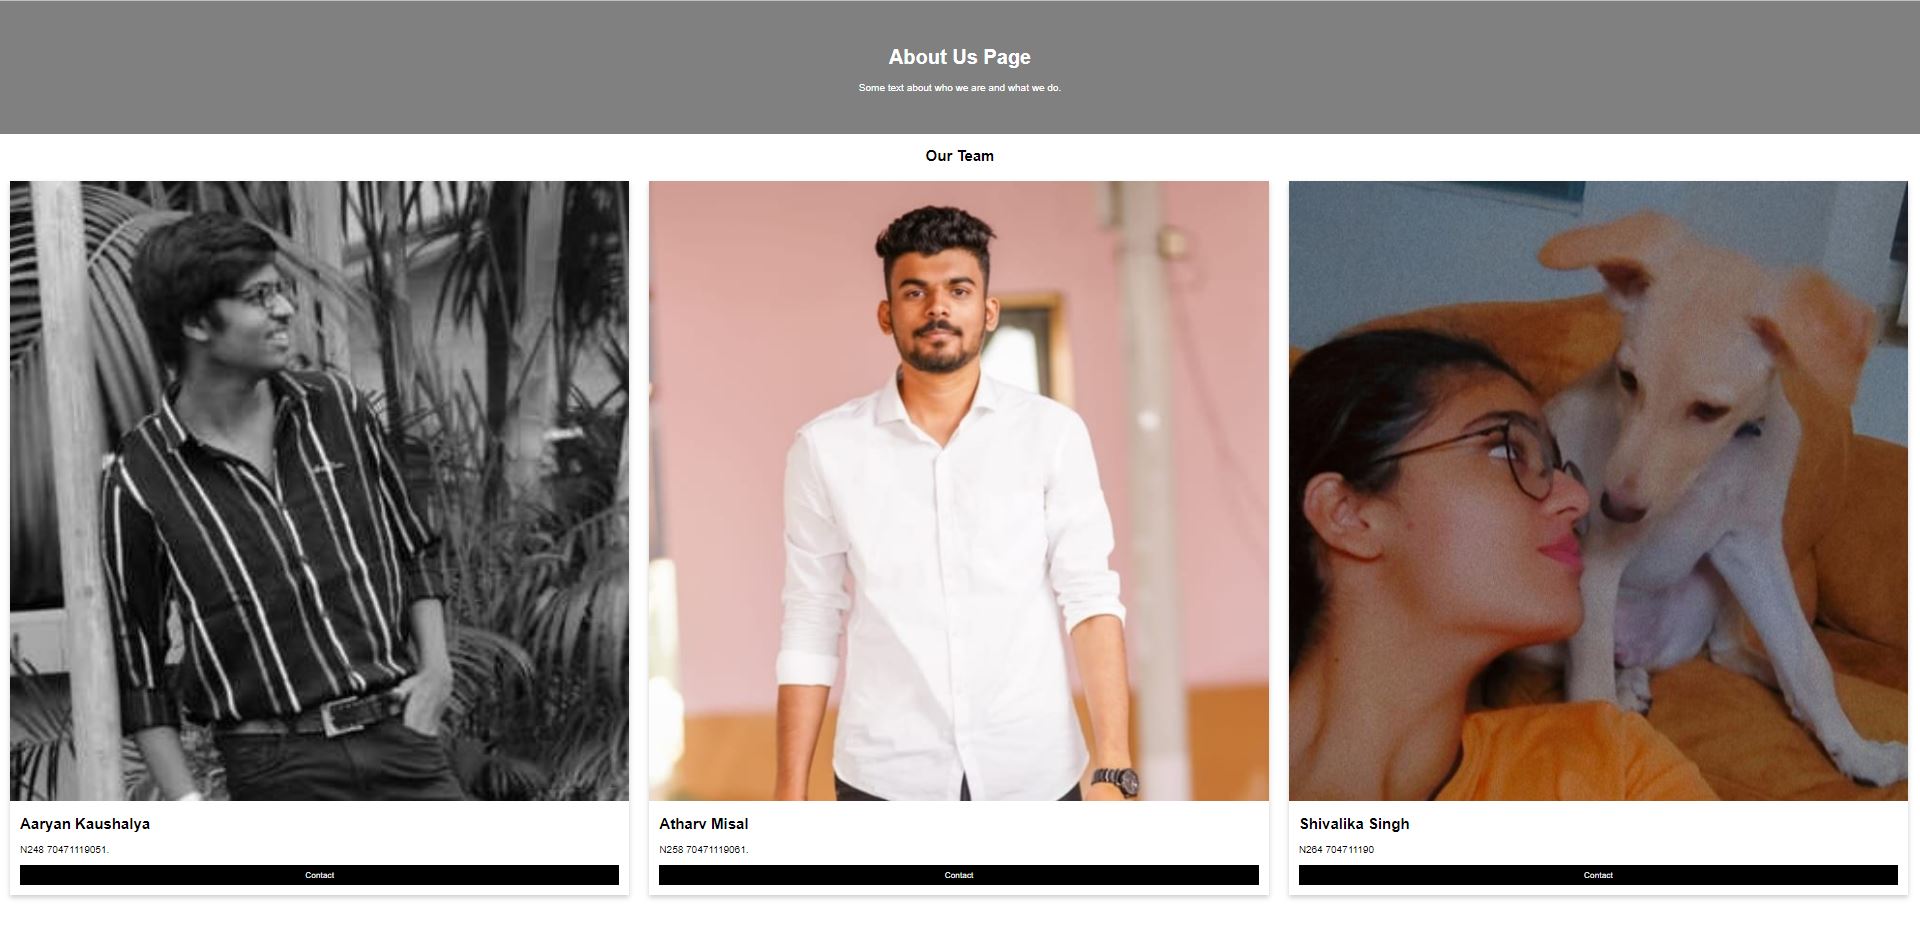 About Us Page
Some text about who we are and what we do.
Our Team
Aaryan Kaushalya
N248 70471119051.
Contact
Atharv Misal
N258 70471119061.
Contact
Shivalika Singh
N264 704711190
Contact